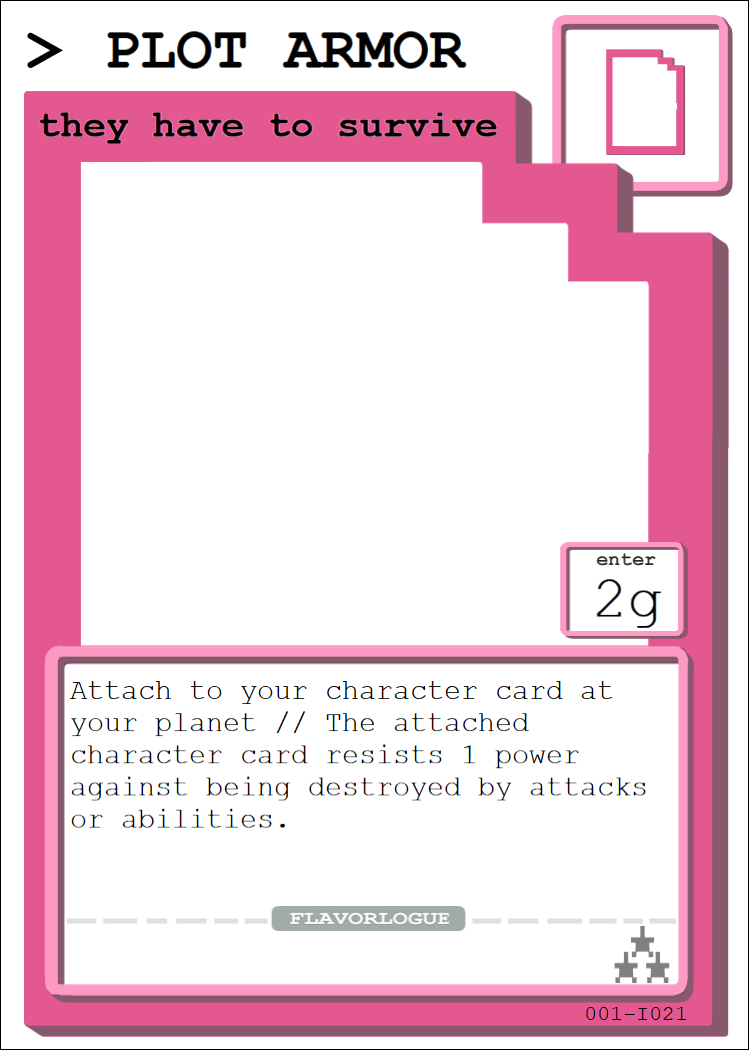 > PLOT ARMOR
they have to survive
enter
2g
Attach to your character card at
your planet // The attached
character card resists 1 power
against being destroyed by attacks
or abilities.
FLAVORLOGUE
001-I021